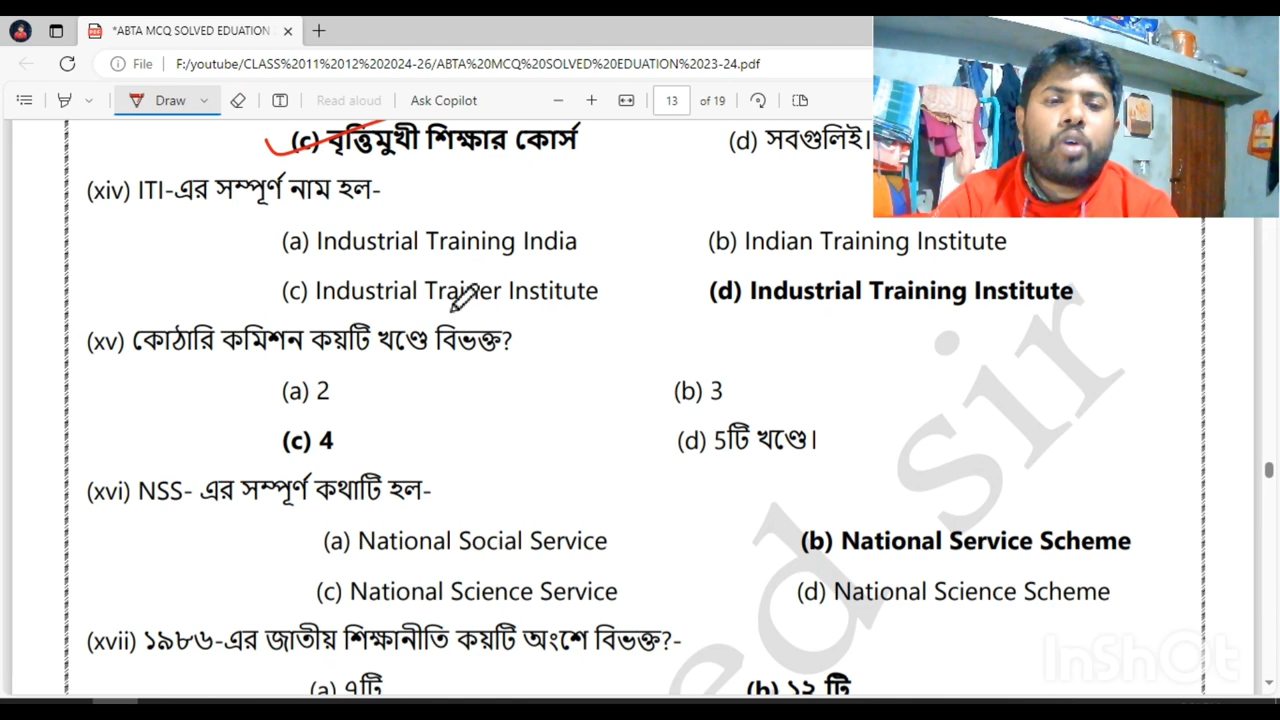 *ABTA MCQ SOLVED EDUATION
File F:/youtube/CLASS%2011%2012%202024-26/ABTA%20MCQ%20SOLVED%20EDUATION%2023-24.pdf
Draw Read aloud Ask Copilot 13 of 19
(c) বৃত্তিমুখী শিক্ষার কোর্স (d) সবগুলিই।
(xiv) ITI-এর সম্পূর্ণ নাম হল-
(a) Industrial Training India (b) Indian Training Institute
(c) Industrial Trainer Institute (d) Industrial Training Institute
(xv) কোঠারি কমিশন কয়টি খণ্ডে বিভক্ত?
(a) 2 (b) 3
(c) 4 (d) 5টি খণ্ডে।
(xvi) NSS- এর সম্পূর্ণ কথাটি হল-
(a) National Social Service (b) National Service Scheme
(c) National Science Service (d) National Science Scheme
(xvii) ১৯৮৬-এর জাতীয় শিক্ষানীতি কয়টি অংশে বিভক্ত?-
(a) ৭টি (b) ১২ টি
ed sir
InShOt